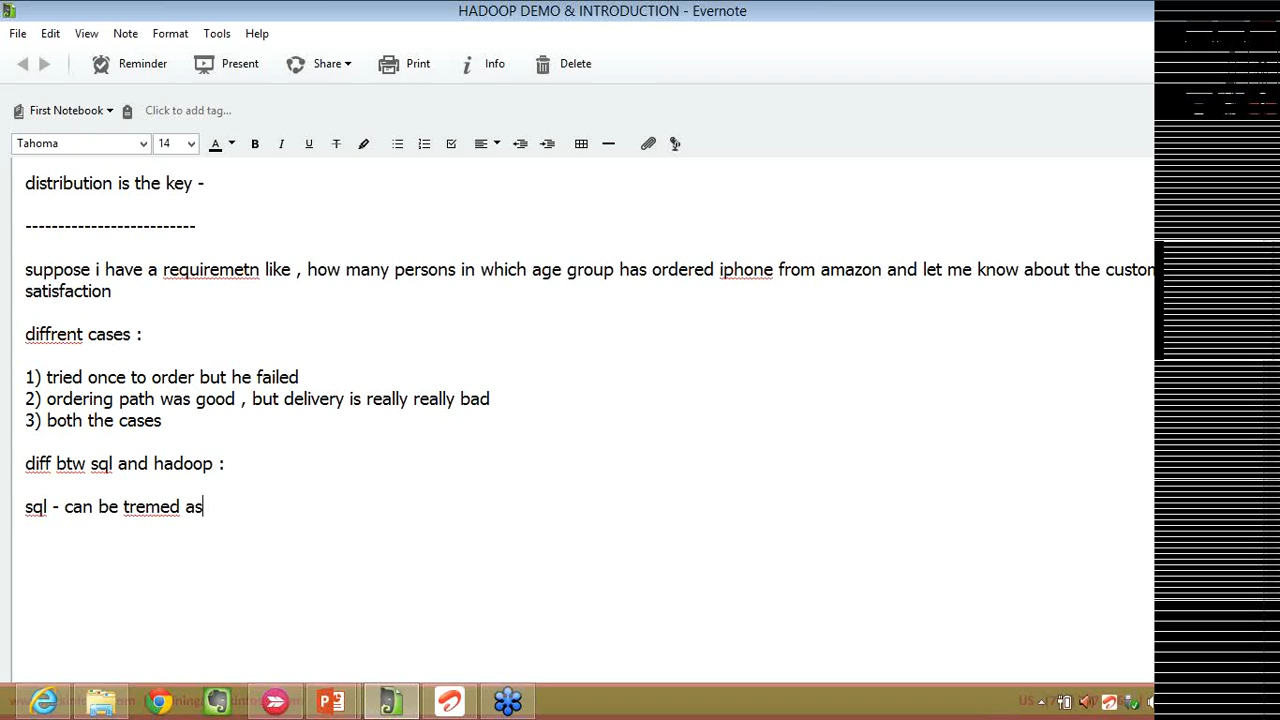 HADOOP DEMO & INTRODUCTION - Evernote
File Edit View Note Format Tools Help
Reminder Present Share Print Info Delete
First Notebook Click to add tag...
Tahoma 14 A B I U T
distribution is the key -
--------------------------
suppose i have a requiremetn like , how many persons in which age group has ordered iphone from amazon and let me know about the custom
satisfaction
diffrent cases :
1) tried once to order but he failed
2) ordering path was good , but delivery is really really bad
3) both the cases
diff btw sql and hadoop :
sql - can be tremed as
US